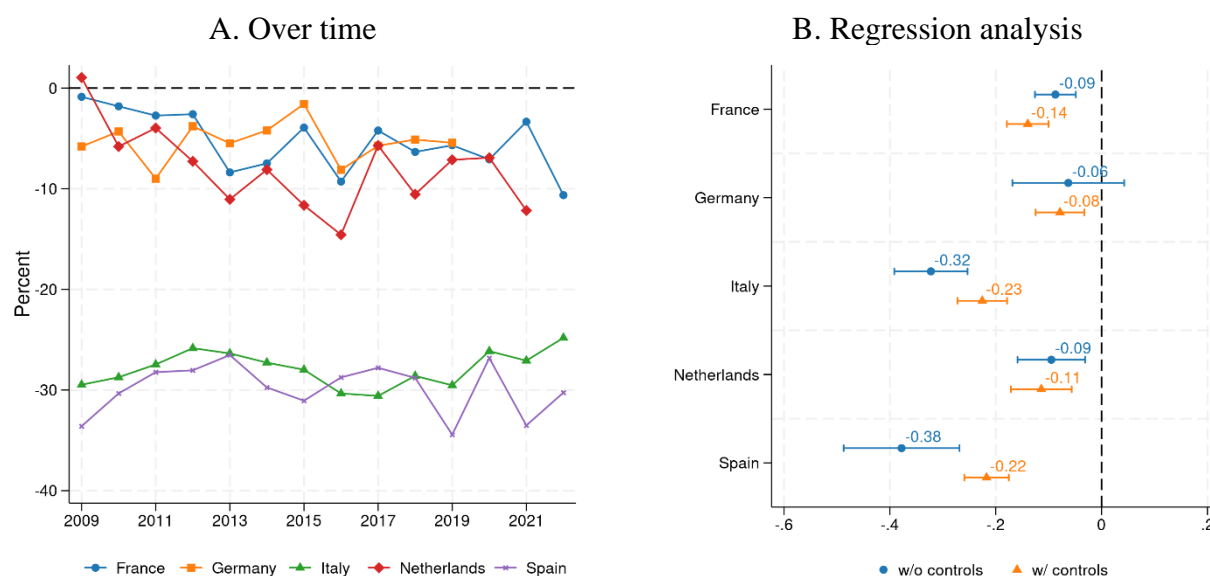 A. Over time
B. Regression analysis
Percent
0
-10
-20
-30
-40
2009
2011
2013
2015
2017
2019
2021
France
Germany
Italy
Netherlands
Spain
France
Germany
Italy
Netherlands
Spain
-0.09
-0.14
-0.06
-0.08
-0.32
-0.23
-0.09
-0.11
-0.38
-0.22
-.6
-.4
-.2
0
.2
w/o controls
w/ controls